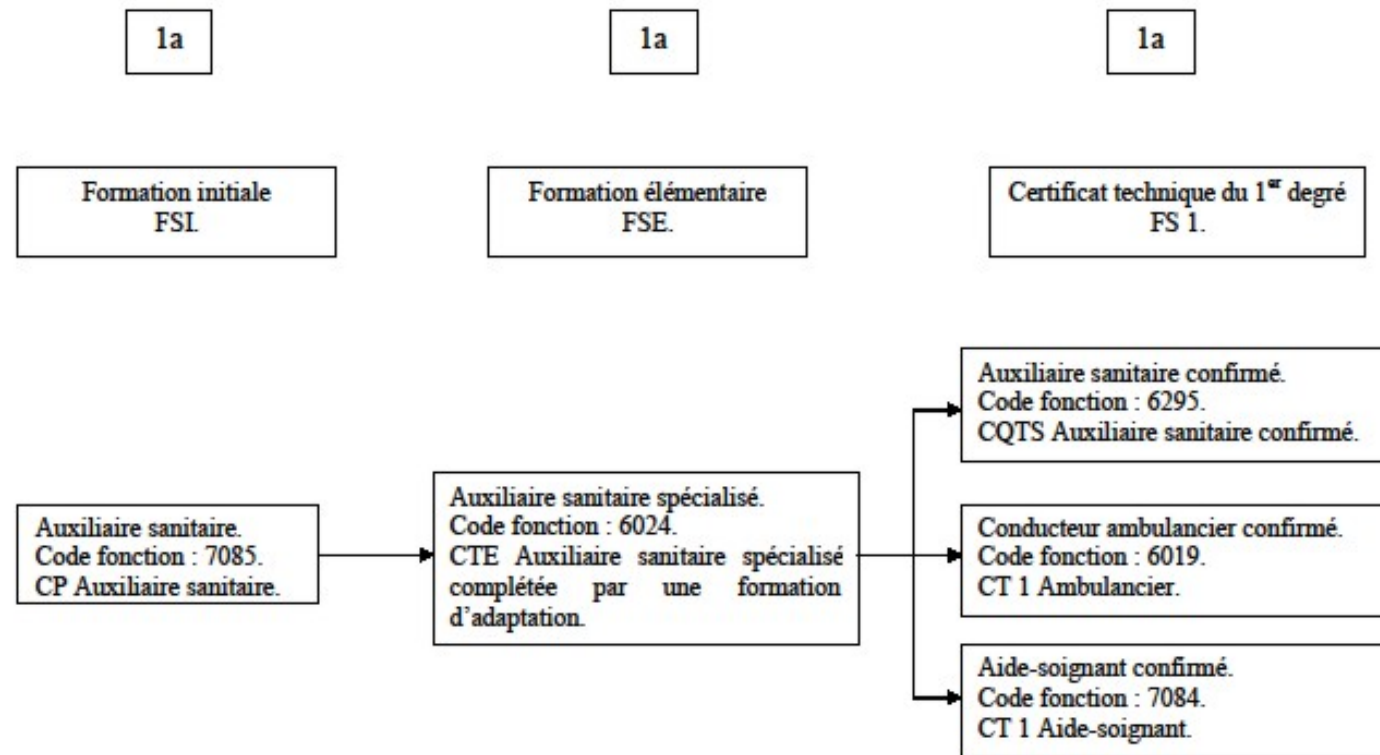 1a
1a
1a
Formation initiale
FSI.
Formation élémentaire
FSE.
Certificat technique du 1er degré
FS 1.
Auxiliaire sanitaire.
Code fonction : 7085.
CP Auxiliaire sanitaire.
Auxiliaire sanitaire spécialisé.
Code fonction : 6024.
CTE Auxiliaire sanitaire spécialisé
complétée par une formation
d'adaptation.
Auxiliaire sanitaire confirmé.
Code fonction : 6295.
CQTS Auxiliaire sanitaire confirmé.
Conducteur ambulancier confirmé.
Code fonction : 6019.
CT 1 Ambulancier.
Aide-soignant confirmé.
Code fonction : 7084.
CT 1 Aide-soignant.